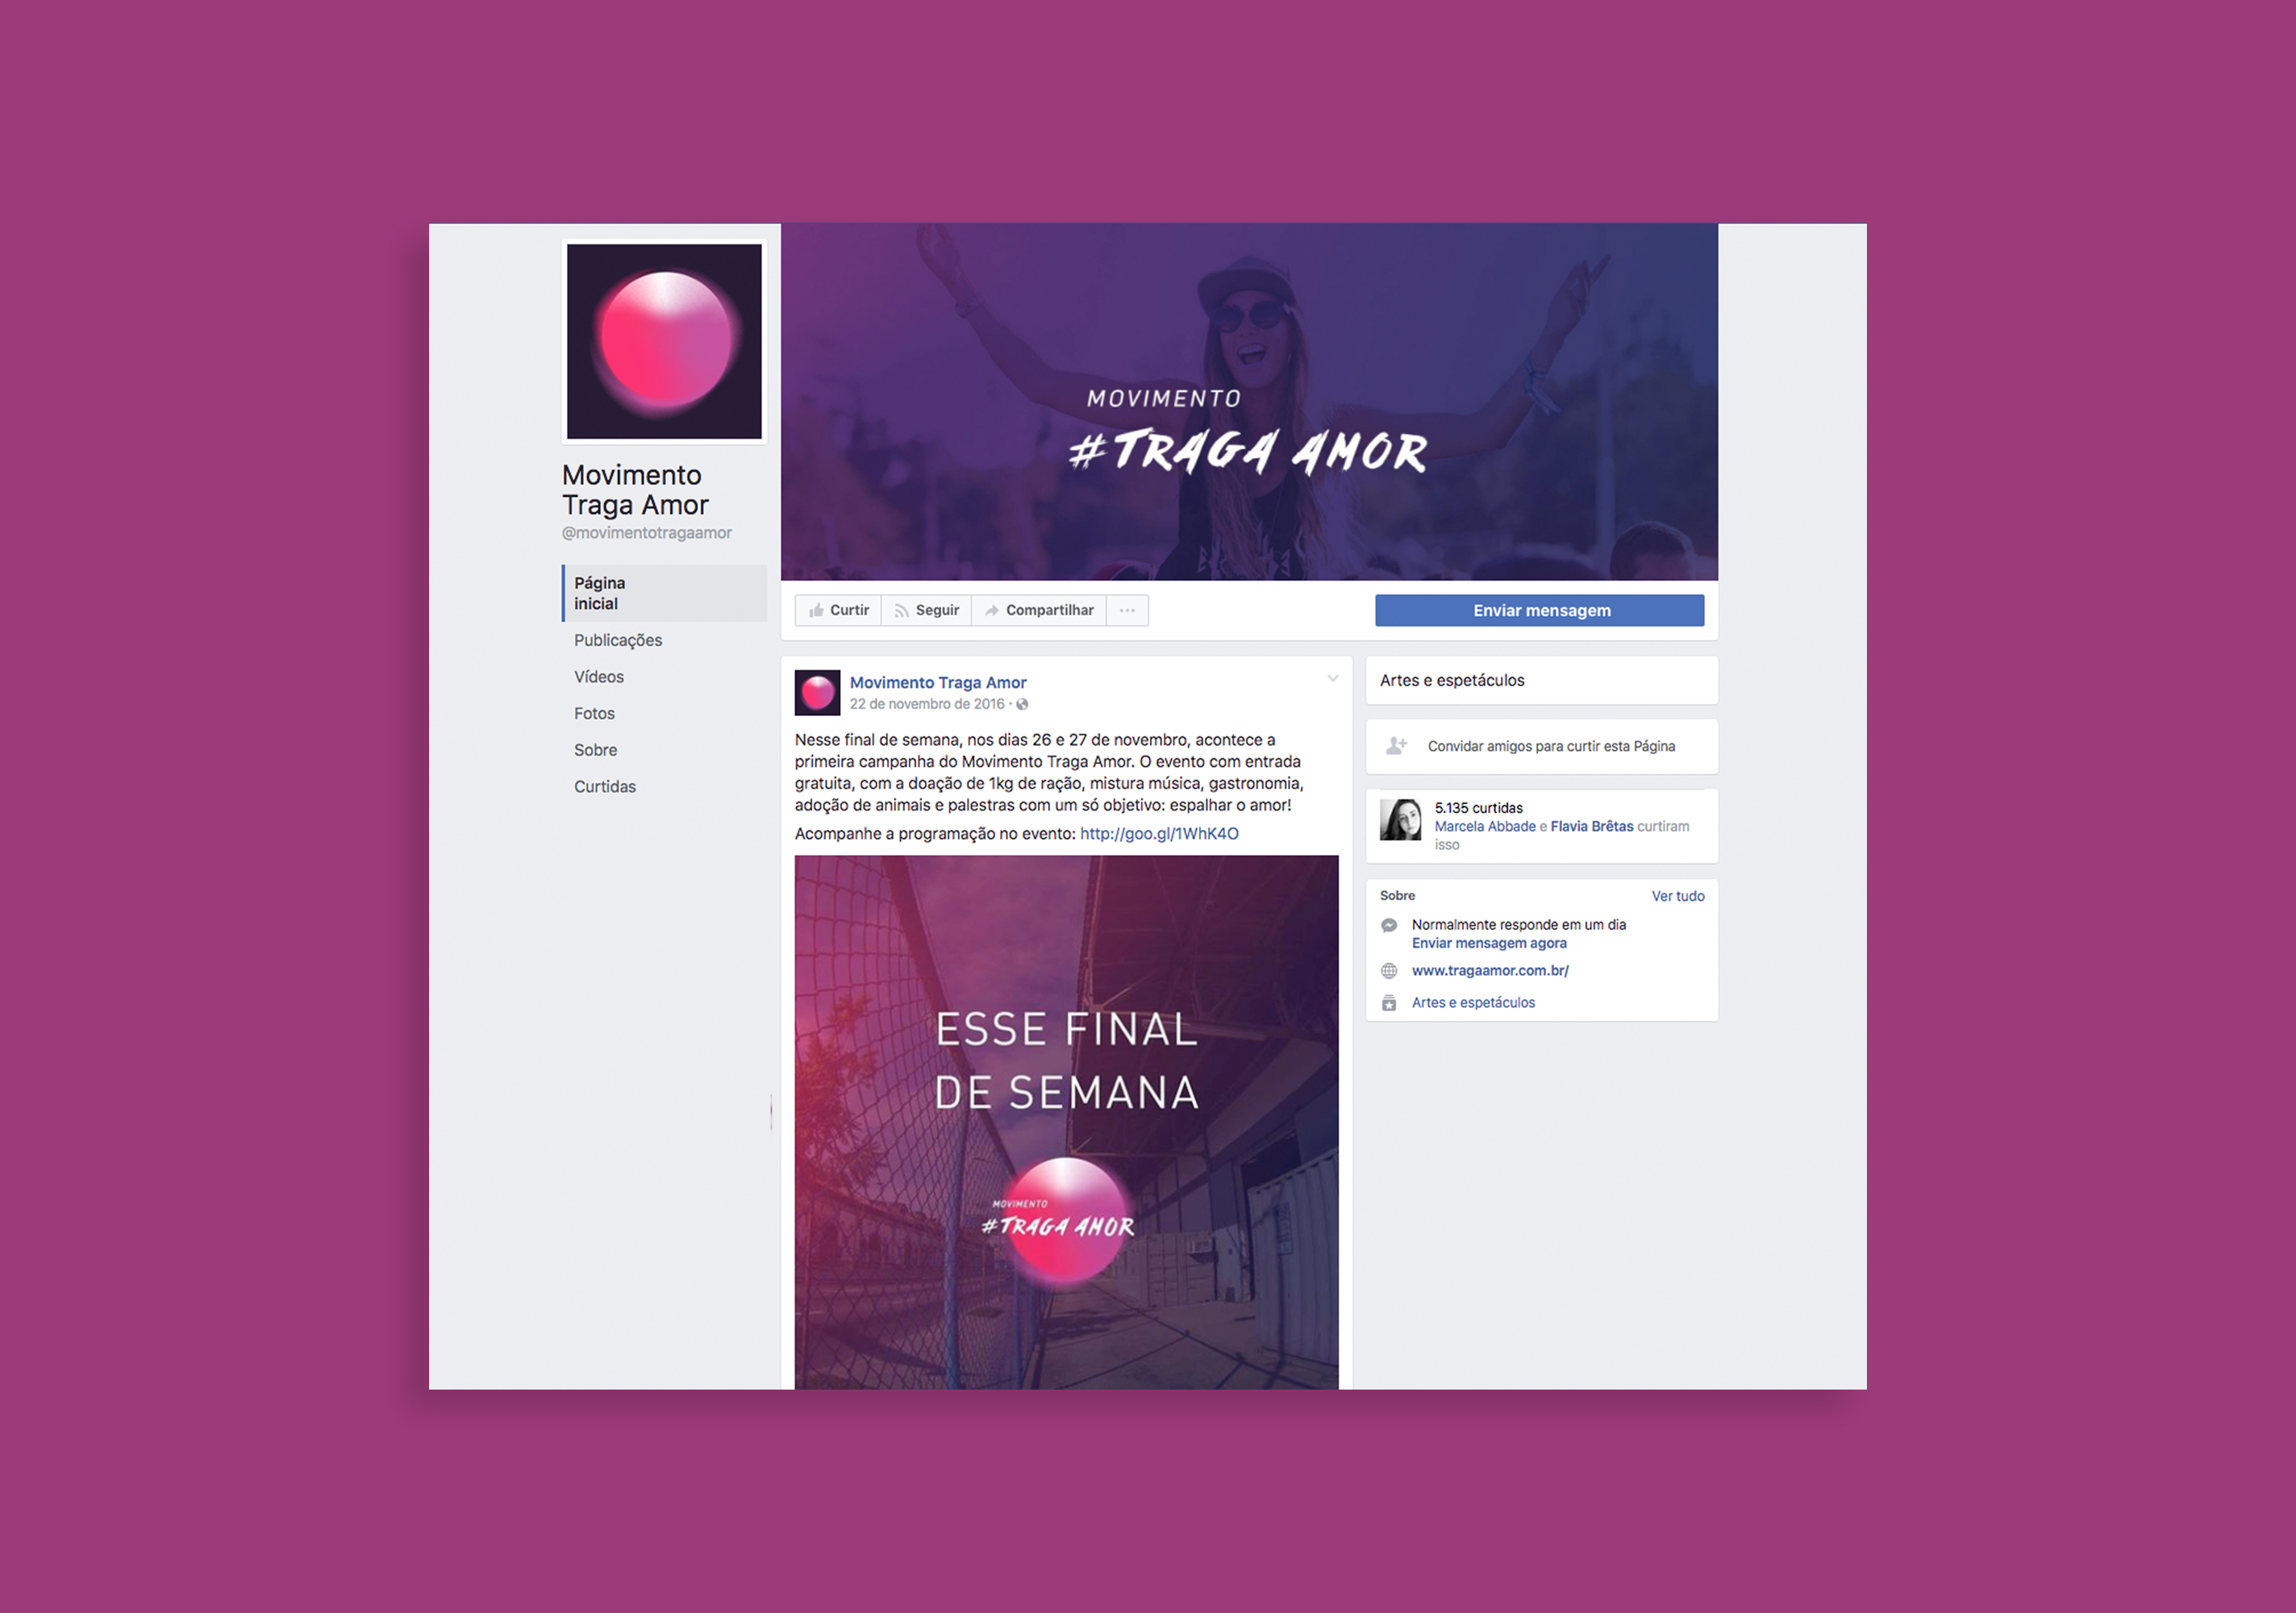 MOVIMENTO
#TRAGA AMOR
Movimento
Traga Amor
@movimentotragaamor
Página
inicial
Publicações
Vídeos
Fotos
Sobre
Curtidas
Curtir
Seguir
Compartilhar
Enviar mensagem
Movimento Traga Amor
22 de novembro de 2016 ·
Nesse final de semana, nos dias 26 e 27 de novembro, acontece a
primeira campanha do Movimento Traga Amor. O evento com entrada
gratuita, com a doação de 1kg de ração, mistura música, gastronomia,
adoção de animais e palestras com um só objetivo: espalhar o amor!
Acompanhe a programação no evento: http://goo.gl/1WhK4O
ESSE FINAL
DE SEMANA
MOVIMENTO
#TRAGA AMOR
Artes e espetáculos
Convidar amigos para curtir esta Página
5.135 curtidas
Marcela Abbade e Flavia Brêtas curtiram
isso
Sobre
Ver tudo
Normalmente responde em um dia
Enviar mensagem agora
www.tragaamor.com.br/
Artes e espetáculos